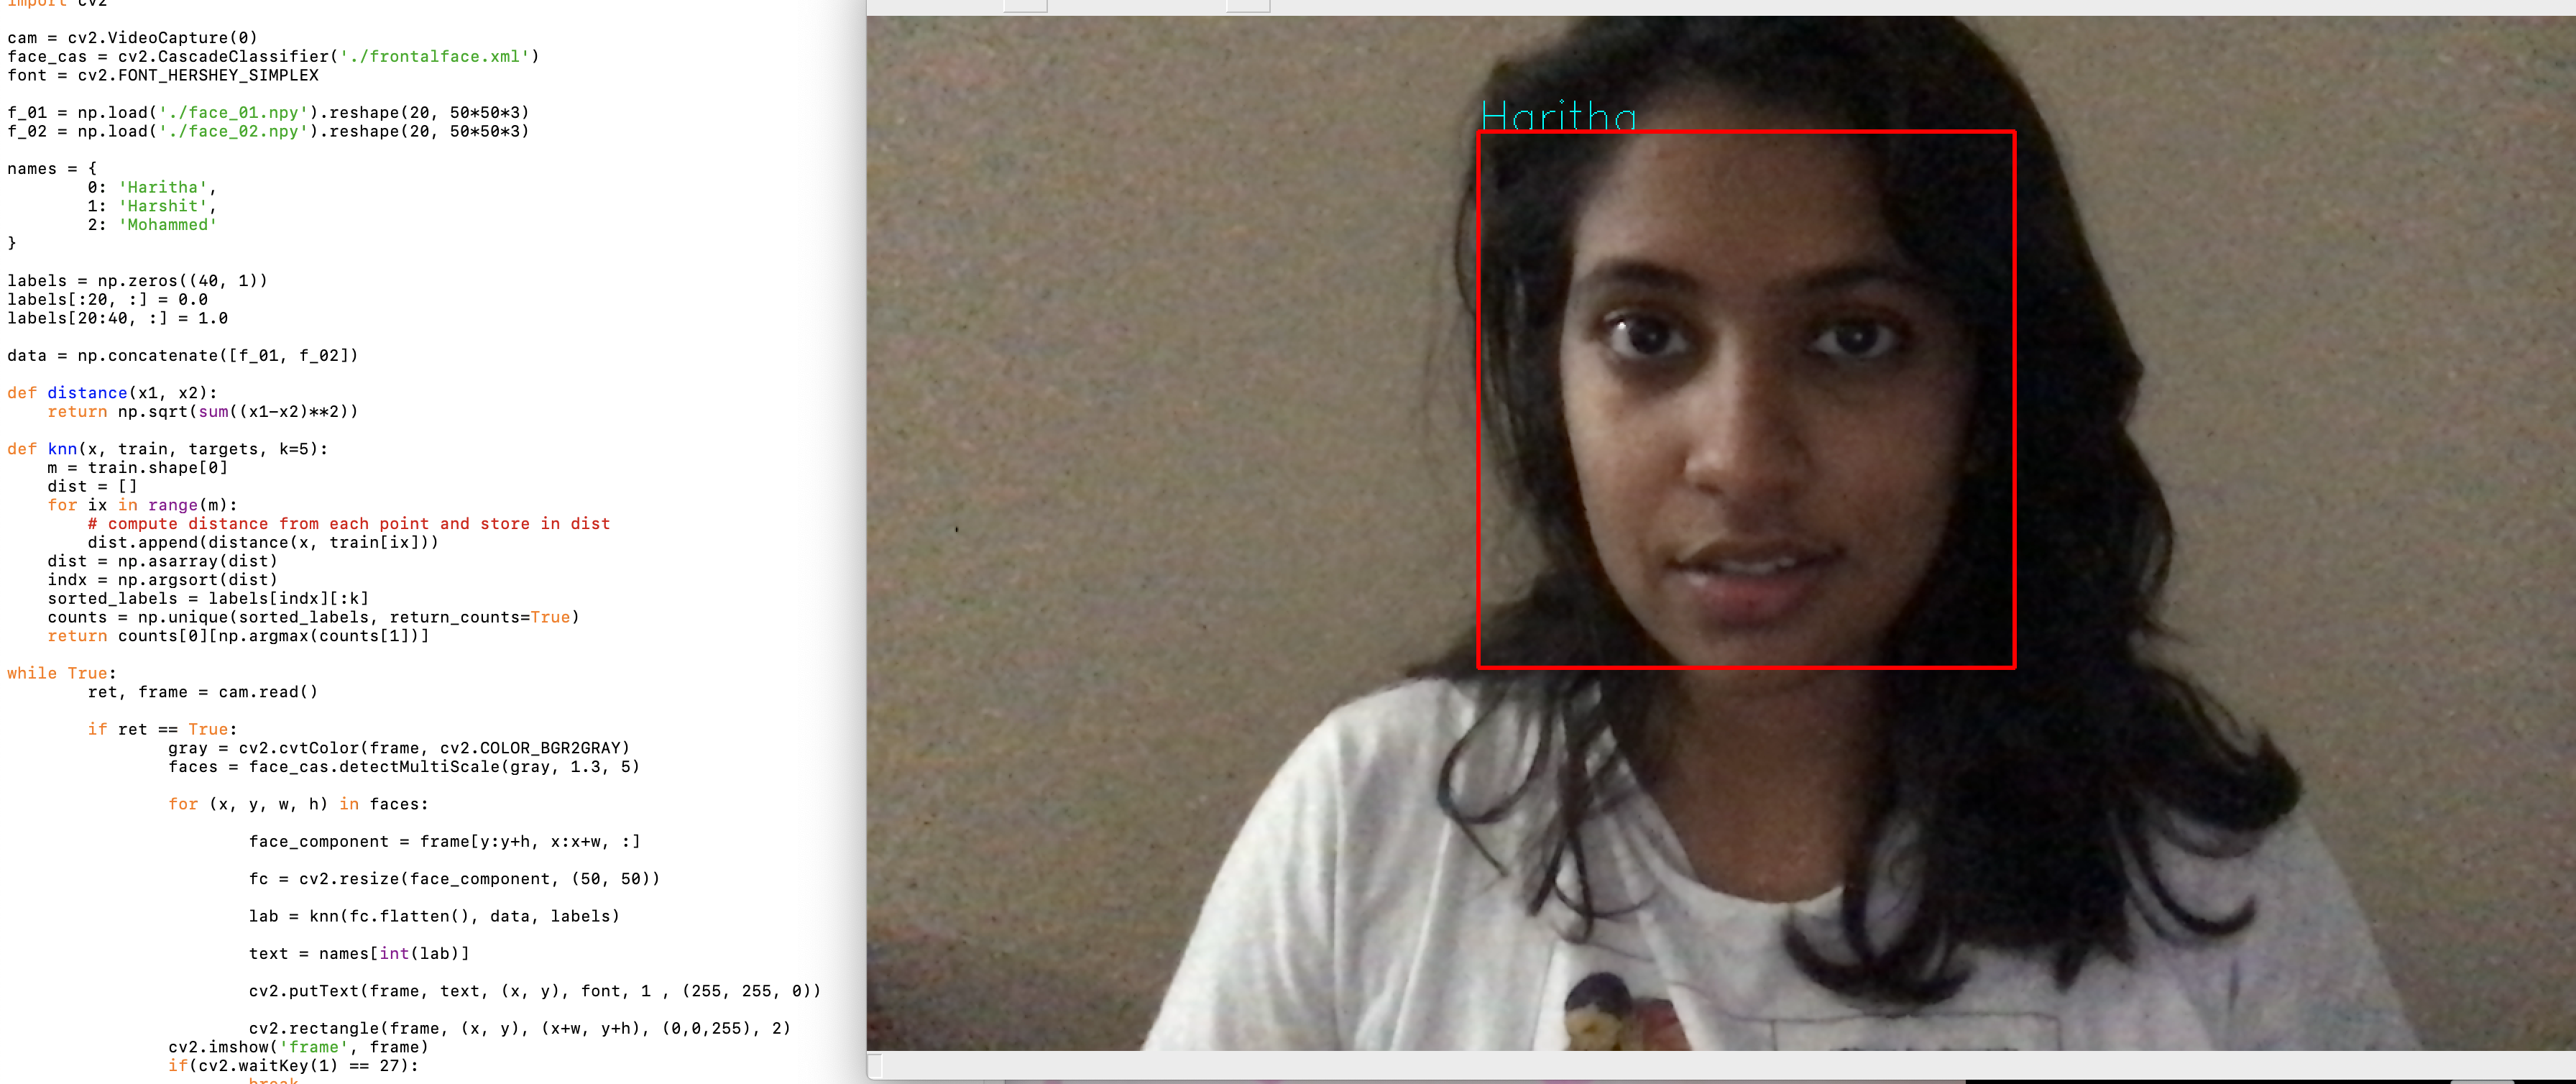 import cv2
cam = cv2.VideoCapture(0)
face_cas = cv2.CascadeClassifier('./frontalface.xml')
font = cv2.FONT_HERSHEY_SIMPLEX
f_01 = np.load('./face_01.npy').reshape(20, 50*50*3)
f_02 = np.load('./face_02.npy').reshape(20, 50*50*3)
names = {
0: 'Haritha',
1: 'Harshit',
2: 'Mohammed'
}
labels = np.zeros((40, 1))
labels[:20, :] = 0.0
labels[20:40, :] = 1.0
data = np.concatenate([f_01, f_02])
def distance(x1, x2):
return np.sqrt(sum((x1-x2)**2))
def knn(x, train, targets, k=5):
m = train.shape[0]
dist = []
for ix in range(m):
# compute distance from each point and store in dist
dist.append(distance(x, train[ix]))
dist = np.asarray(dist)
indx = np.argsort(dist)
sorted_labels = labels[indx][:k]
counts = np.unique(sorted_labels, return_counts=True)
return counts[0][np.argmax(counts[1])]
while True:
ret, frame = cam.read()
if ret == True:
gray = cv2.cvtColor(frame, cv2.COLOR_BGR2GRAY)
faces = face_cas.detectMultiScale(gray, 1.3, 5)
for (x, y, w, h) in faces:
face_component = frame[y:y+h, x:x+w, :]
fc = cv2.resize(face_component, (50, 50))
lab = knn(fc.flatten(), data, labels)
text = names[int(lab)]
cv2.putText(frame, text, (x, y), font, 1 , (255, 255, 0))
cv2.rectangle(frame, (x, y), (x+w, y+h), (0,0,255), 2)
cv2.imshow('frame', frame)
if(cv2.waitKey(1) == 27):
break
Haritha